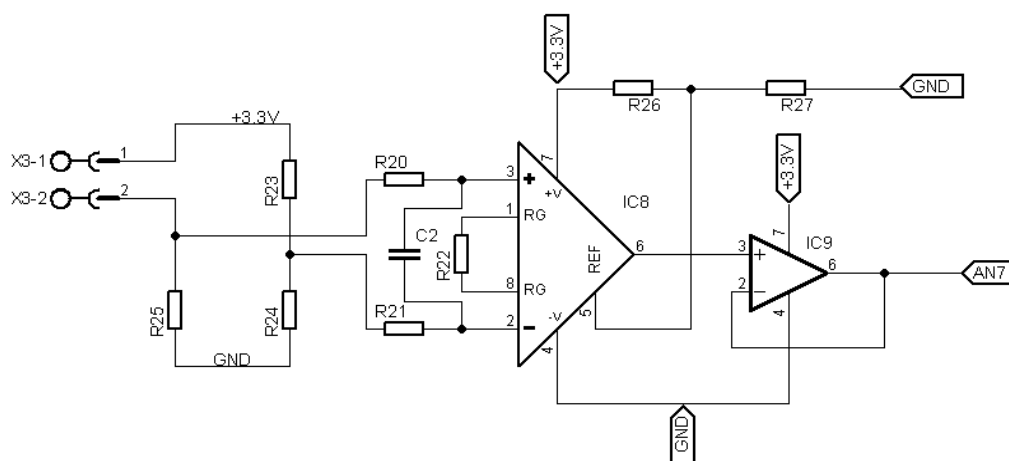 +3.3V
R26
R27
GND
+3.3V
X3-1
1
X3-2
2
R23
R20
3
7
+V
IC8
+3.3V
1
RG
C2
R22
REF
6
3
7
IC9
6
AN7
2
8
RG
R25
R24
R21
2
-V
5
4
4
GND
GND